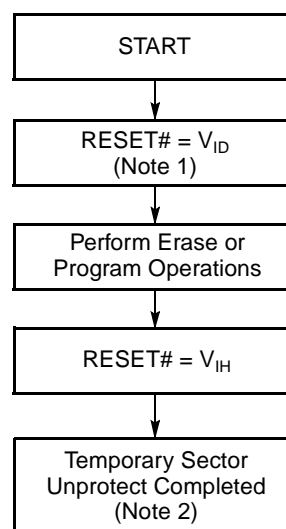 START
RESET# = VID
(Note 1)
Perform Erase or
Program Operations
RESET# = VIH
Temporary Sector
Unprotect Completed
(Note 2)